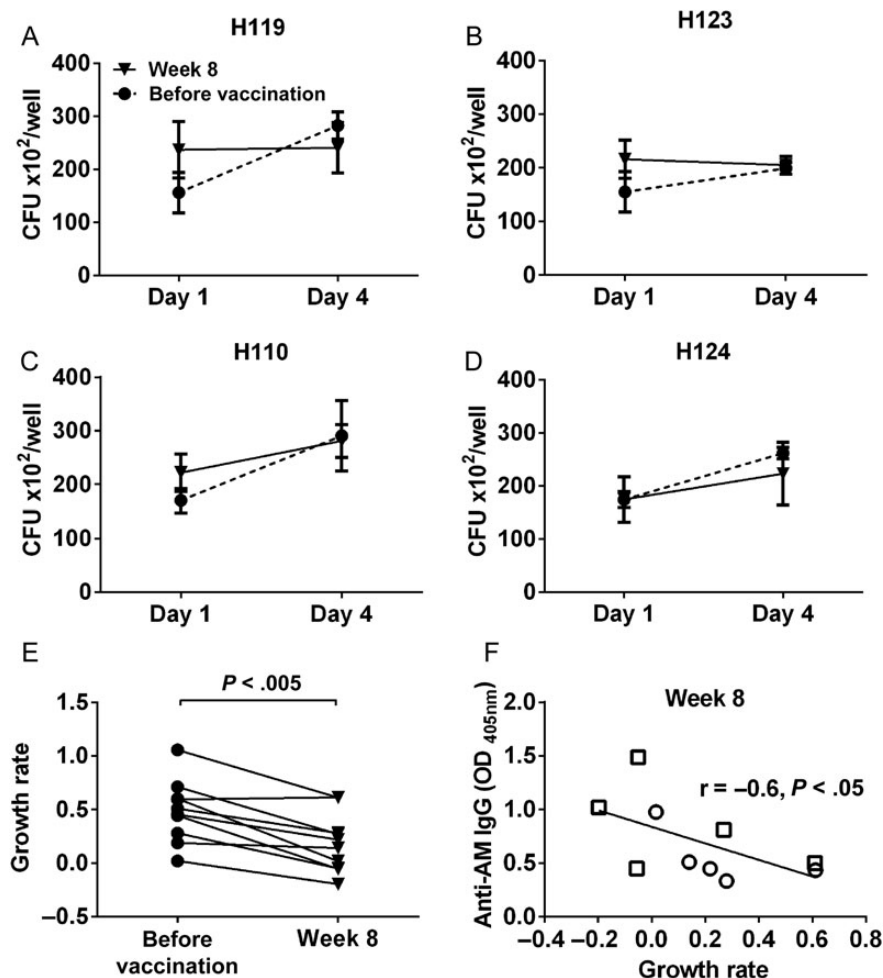 A
H119
400
300
200
100
0
CFU x10²/well
Week 8
Before vaccination
Day 1
Day 4
B
H123
400
300
200
100
0
CFU x10²/well
Day 1
Day 4
C
H110
400
300
200
100
0
CFU x10²/well
Day 1
Day 4
D
H124
400
300
200
100
0
CFU x10²/well
Day 1
Day 4
E
P < .005
1.5
1.0
0.5
0.0
–0.5
Growth rate
Before
vaccination
Week 8
F
Week 8
2.0
1.5
1.0
0.5
0.0
Anti-AM IgG (OD 405nm)
r = –0.6, P < .05
–0.4 –0.2 0.0 0.2 0.4 0.6 0.8
Growth rate